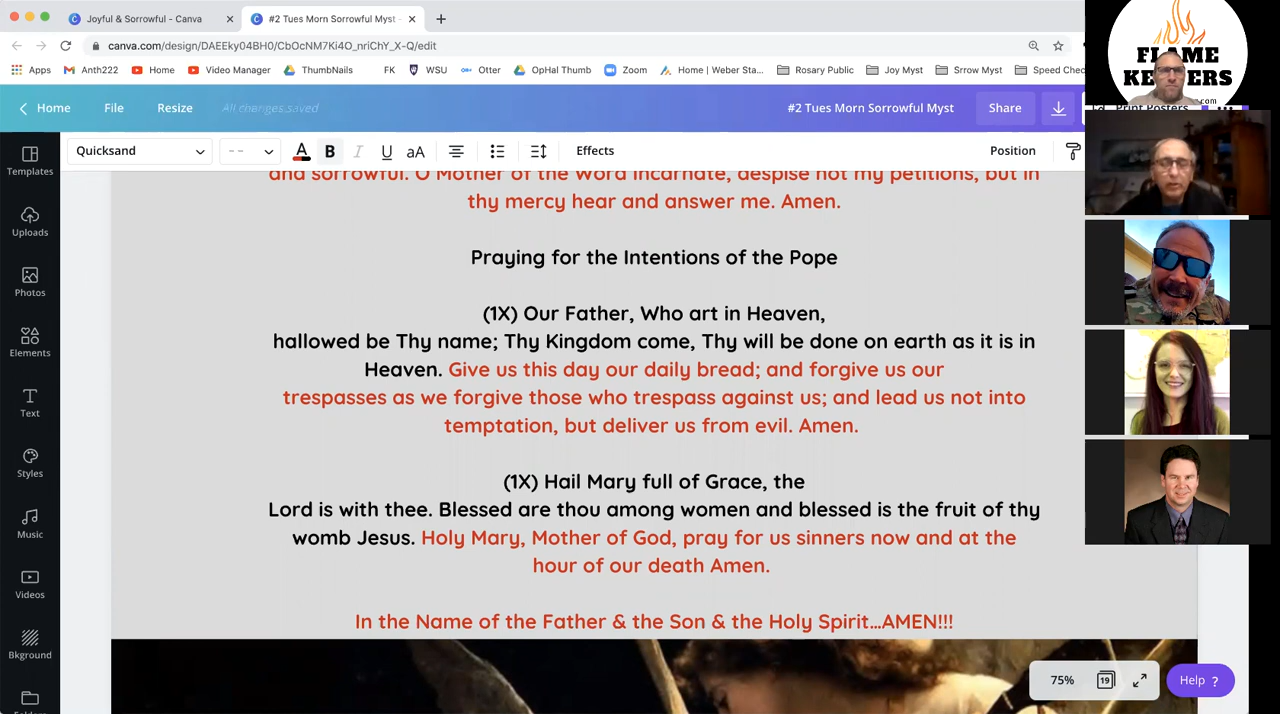 Joyful & Sorrowful - Canva
#2 Tues Morn Sorrowful Myst -
canva.com/design/DAEEky04BH0/CbOcNM7Ki4O_nriChY_X-Q/edit
Apps Anth222 Home Video Manager ThumbNails FK WSU Otter OpHal Thumb Zoom Home | Weber Sta... Rosary Public Joy Myst Srrow Myst Speed Chec
Home File Resize All changes saved #2 Tues Morn Sorrowful Myst Share Print Posters
FLAME
KEEPERS
.com
Quicksand -- A B I U aA Effects Position
Templates
Uploads
Photos
Elements
Text
Styles
Music
Videos
Bkground
and sorrowful. O Mother of the Word Incarnate, despise not my petitions, but in
thy mercy hear and answer me. Amen.
Praying for the Intentions of the Pope
(1X) Our Father, Who art in Heaven,
hallowed be Thy name; Thy Kingdom come, Thy will be done on earth as it is in
Heaven. Give us this day our daily bread; and forgive us our
trespasses as we forgive those who trespass against us; and lead us not into
temptation, but deliver us from evil. Amen.
(1X) Hail Mary full of Grace, the
Lord is with thee. Blessed are thou among women and blessed is the fruit of thy
womb Jesus. Holy Mary, Mother of God, pray for us sinners now and at the
hour of our death Amen.
In the Name of the Father & the Son & the Holy Spirit...AMEN!!!
75% 19 Help ?